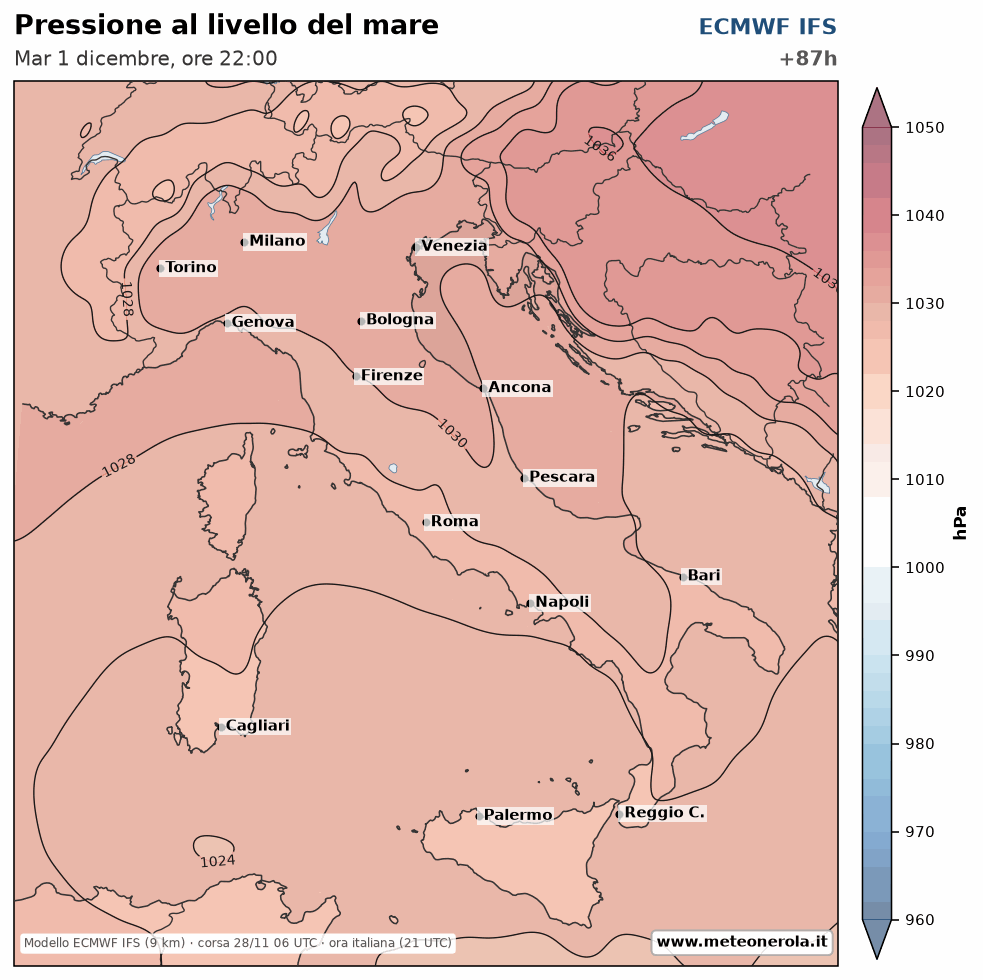 Pressione al livello del mare
ECMWF IFS
Mar 1 dicembre, ore 22:00
+87h
1036
1050
1040
1030
1020
1010
1000
990
980
970
960
hPa
Milano
Venezia
Torino
1028
Genova
Bologna
Firenze
Ancona
1030
1028
Pescara
Roma
Bari
Napoli
Cagliari
Palermo
Reggio C.
1024
Modello ECMWF IFS (9 km) · corsa 28/11 06 UTC · ora italiana (21 UTC)
www.meteonerola.it